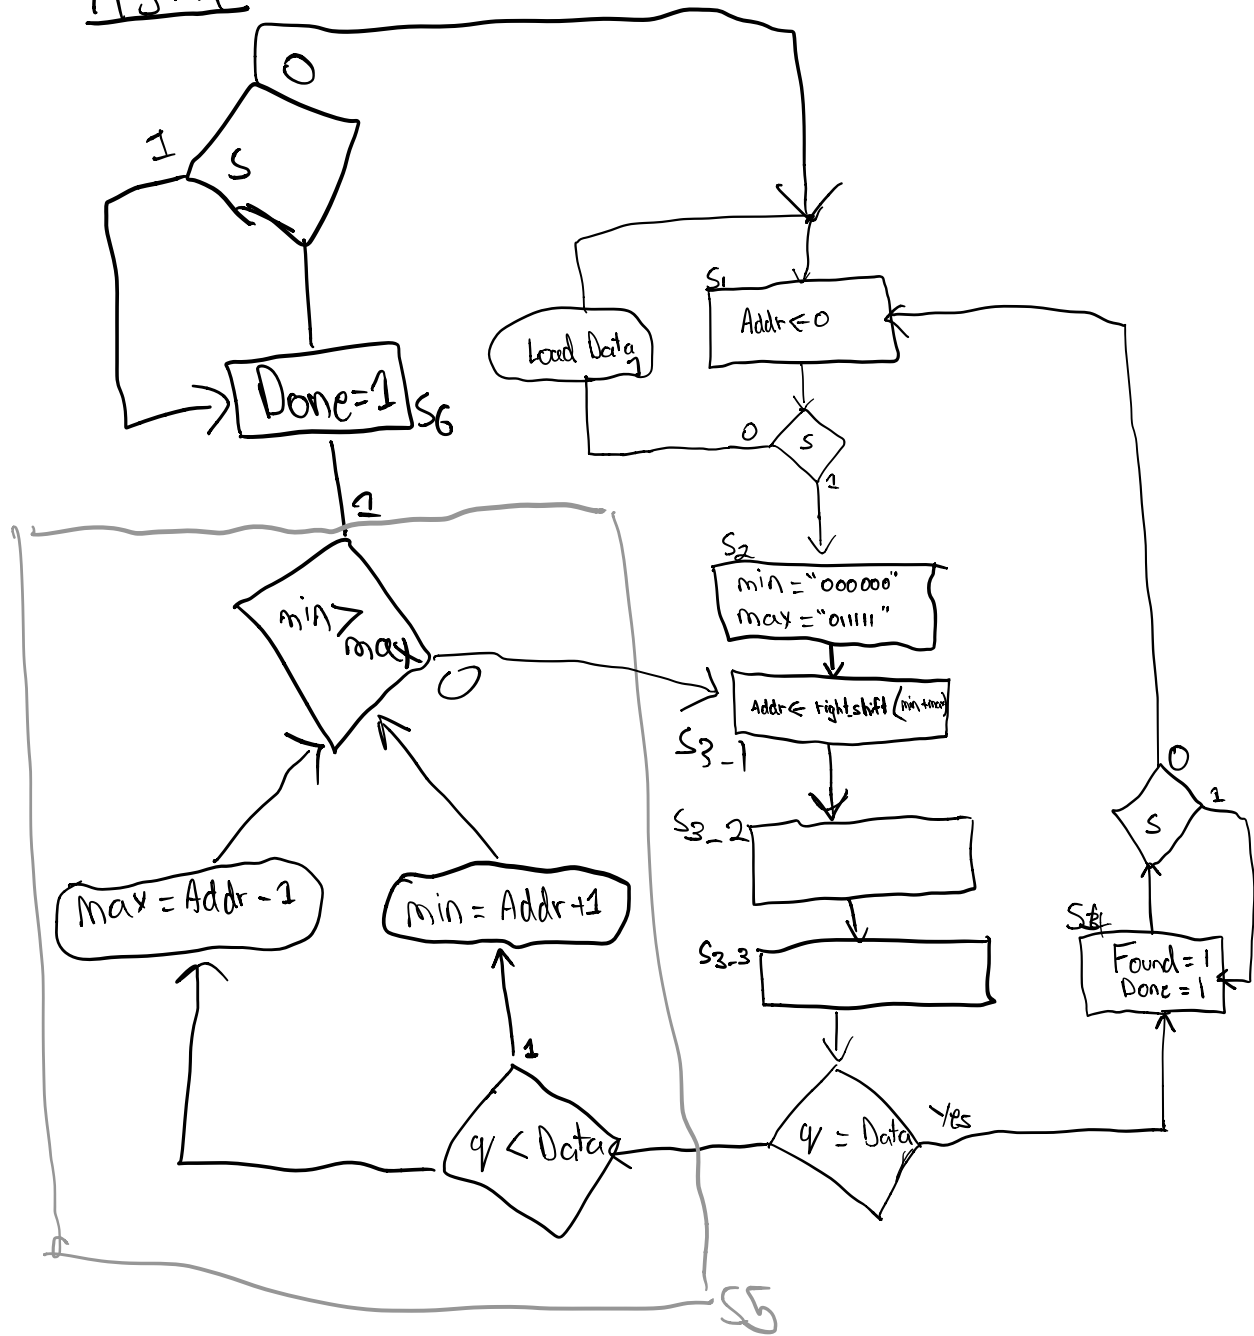 0
1
S
Done=1
S6
1
min>
max
0
max = Addr - 1
min = Addr+1
1
q < Data
S5
S1
Addr ← 0
Load Data
0
S
1
S2
min = "000000"
max = "011111"
Addr ← right_shift (min+max)
S3_1
S3_2
S3_3
q = Data
Yes
Found = 1
Done = 1
S
0
1